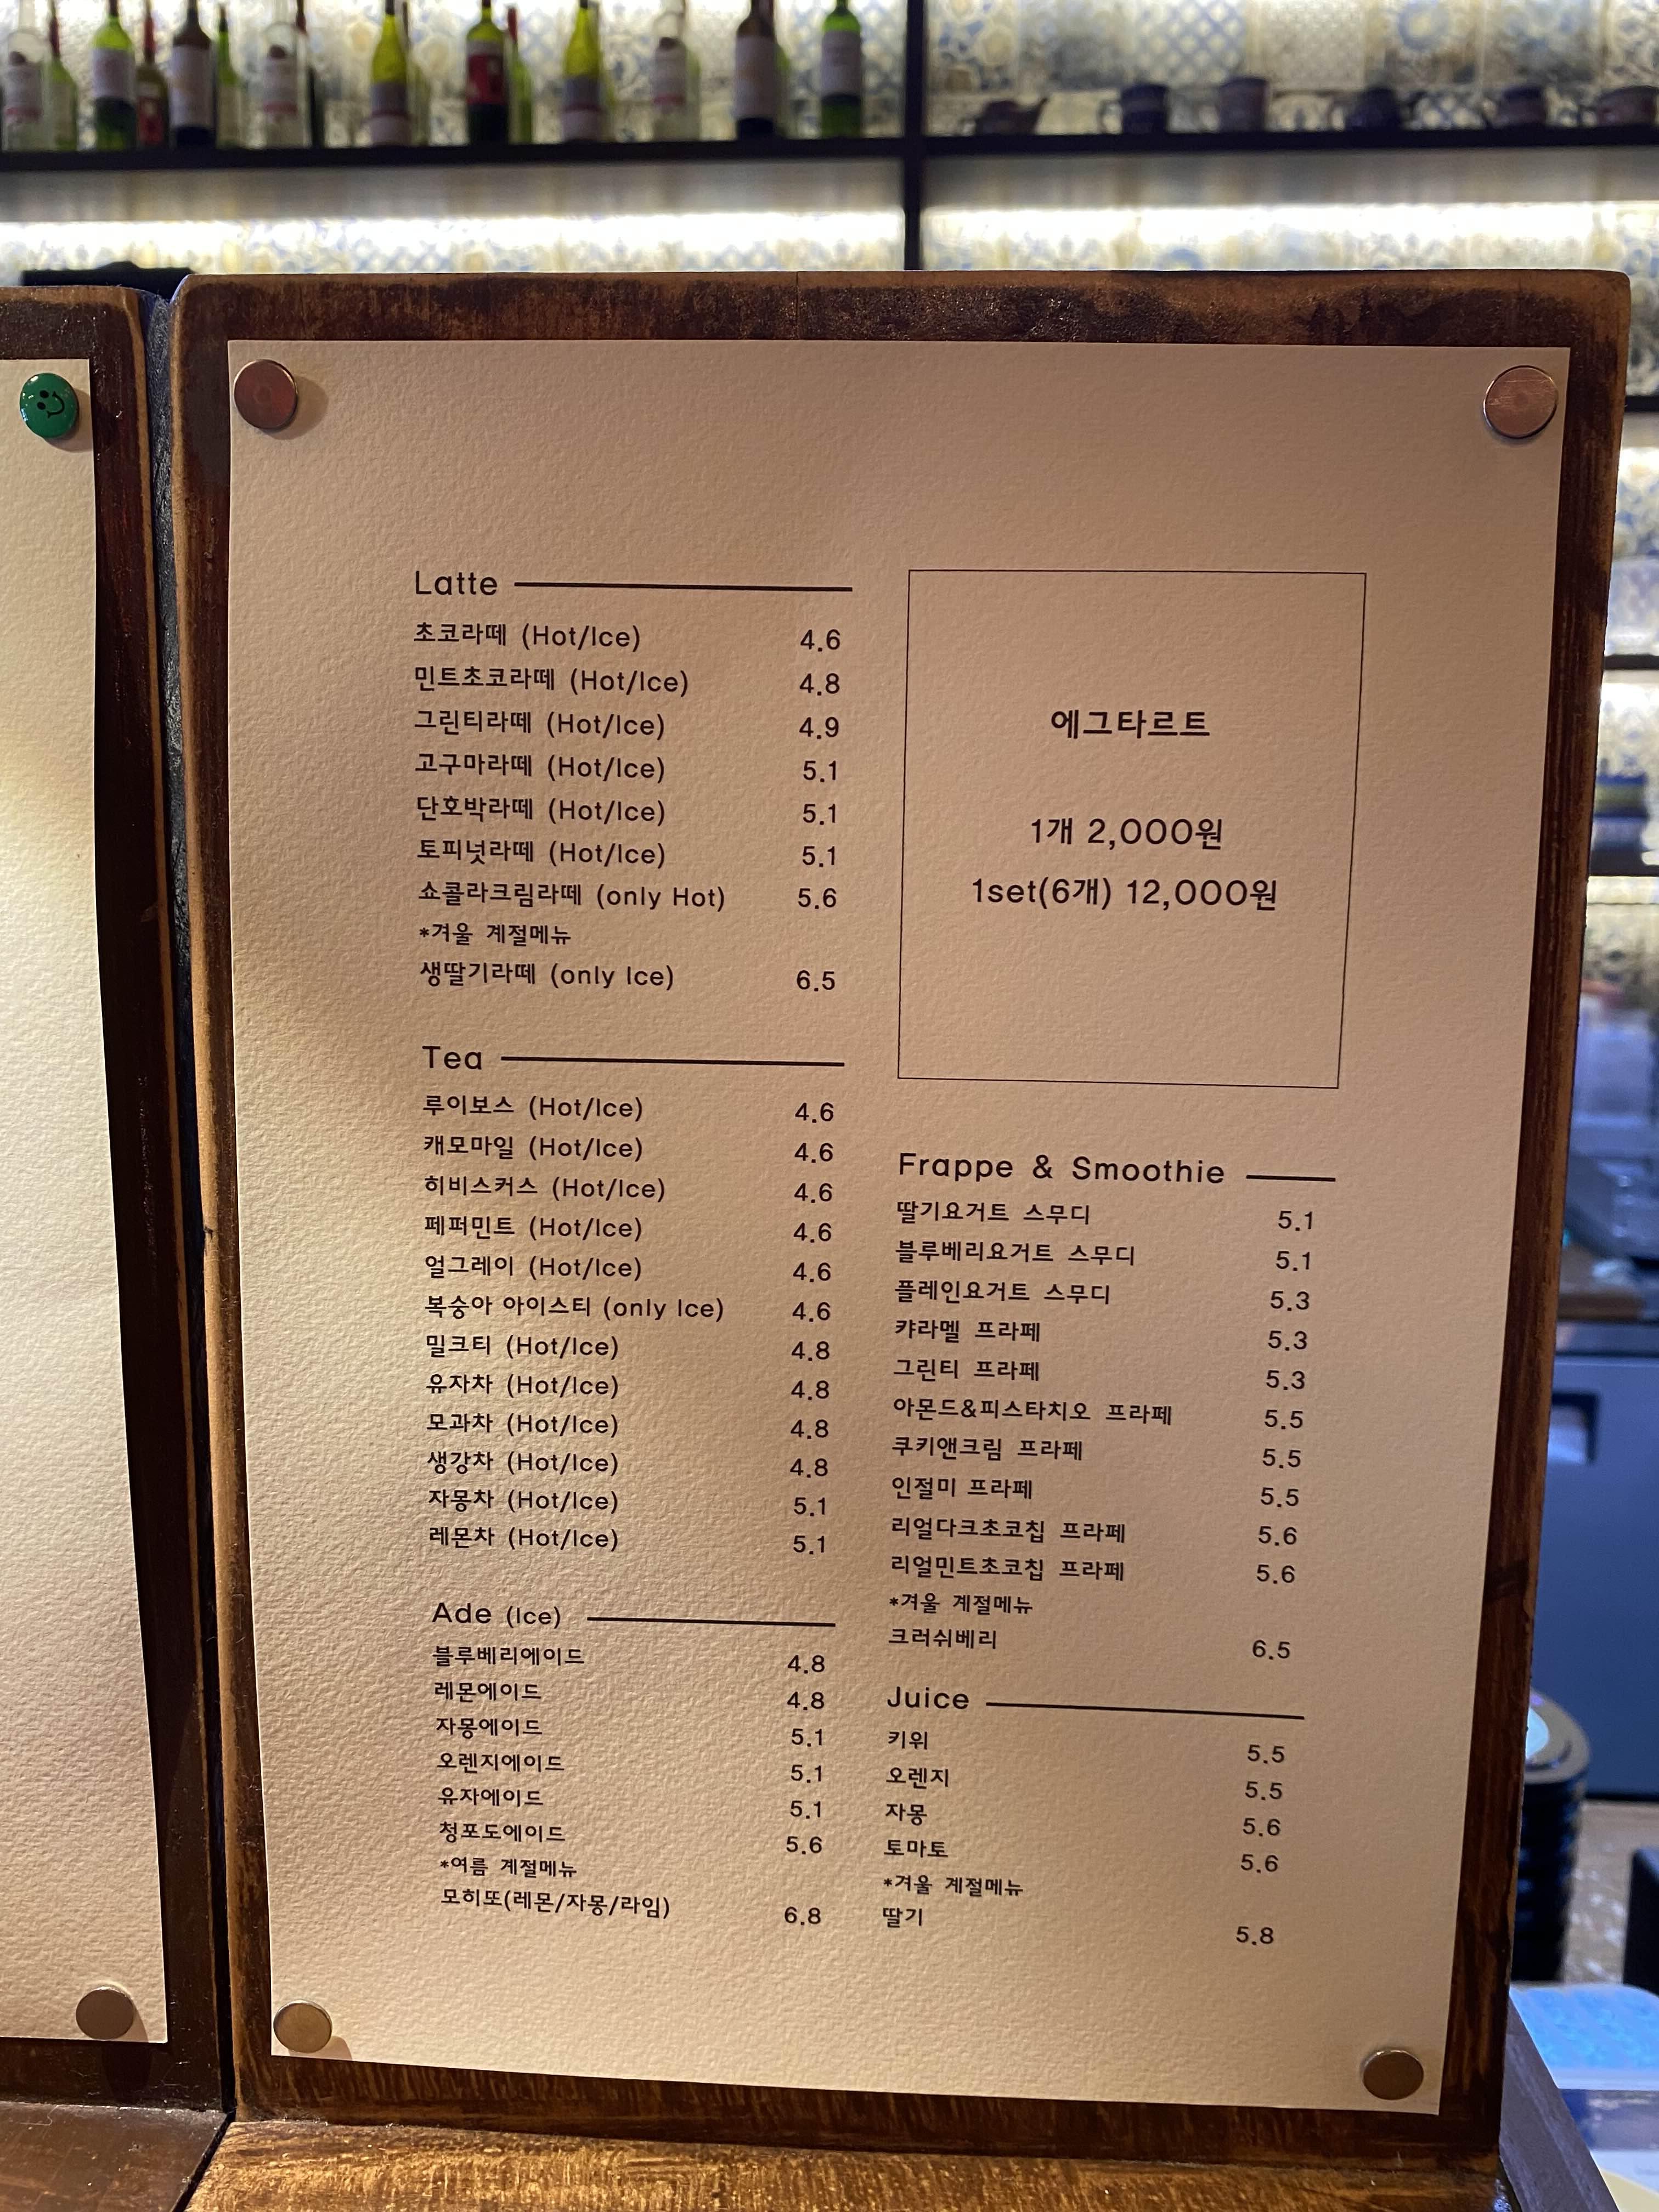 Latte
초코라떼 (Hot/Ice) 4.6
민트초코라떼 (Hot/Ice) 4.8
그린티라떼 (Hot/Ice) 4.9
고구마라떼 (Hot/Ice) 5.1
단호박라떼 (Hot/Ice) 5.1
토피넛라떼 (Hot/Ice) 5.1
쇼콜라크림라떼 (only Hot) 5.6
*겨울 계절메뉴
생딸기라떼 (only Ice) 6.5
Tea
루이보스 (Hot/Ice) 4.6
캐모마일 (Hot/Ice) 4.6
히비스커스 (Hot/Ice) 4.6
페퍼민트 (Hot/Ice) 4.6
얼그레이 (Hot/Ice) 4.6
복숭아 아이스티 (only Ice) 4.6
밀크티 (Hot/Ice) 4.8
유자차 (Hot/Ice) 4.8
모과차 (Hot/Ice) 4.8
생강차 (Hot/Ice) 4.8
자몽차 (Hot/Ice) 5.1
레몬차 (Hot/Ice) 5.1
Ade (Ice)
블루베리에이드 4.8
레몬에이드 4.8
자몽에이드 5.1
오렌지에이드 5.1
유자에이드 5.1
청포도에이드 5.6
*여름 계절메뉴
모히또(레몬/자몽/라임) 6.8
에그타르트
1개 2,000원
1set(6개) 12,000원
Frappe & Smoothie
딸기요거트 스무디 5.1
블루베리요거트 스무디 5.1
플레인요거트 스무디 5.3
캬라멜 프라페 5.3
그린티 프라페 5.3
아몬드&피스타치오 프라페 5.5
쿠키앤크림 프라페 5.5
인절미 프라페 5.5
리얼다크초코칩 프라페 5.6
리얼민트초코칩 프라페 5.6
*겨울 계절메뉴
크러쉬베리 6.5
Juice
키위 5.5
오렌지 5.5
자몽 5.6
토마토 5.6
*겨울 계절메뉴
딸기 5.8